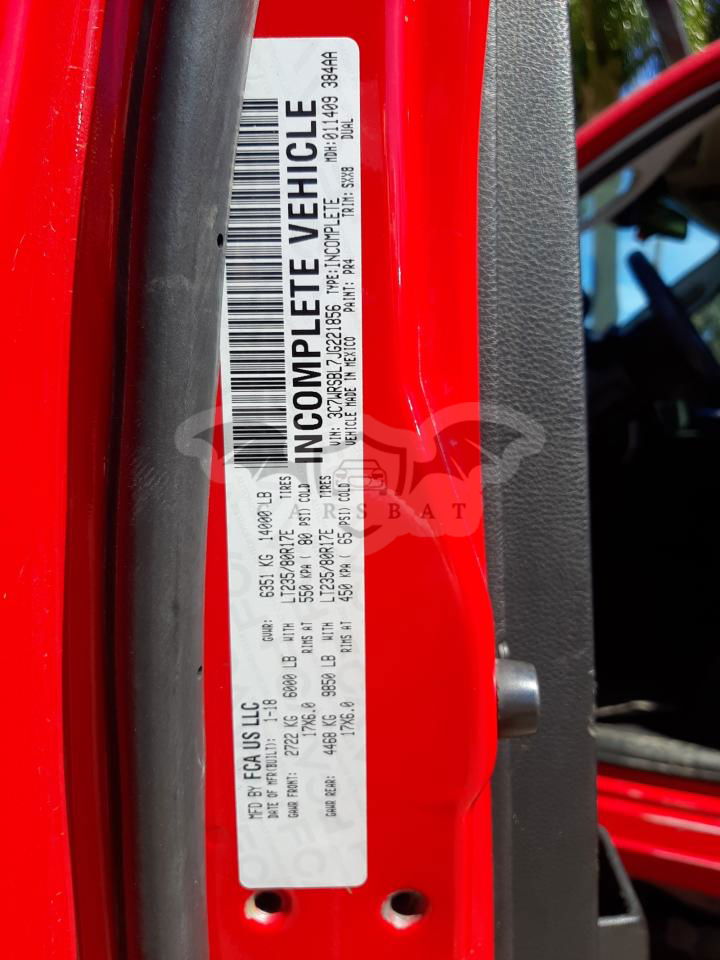 MFD BY FCA US LLC
DATE OF MFR(BUILT): 1-18
GVWR: 6351 KG 14000 LB
GAWR FRONT: 2722 KG 6000 LB WITH LT235/80R17E TIRES
17X6.0 RIMS AT 550 KPA ( 80 PSI) COLD
GAWR REAR: 4468 KG 9850 LB WITH LT235/80R17E TIRES
17X6.0 RIMS AT 450 KPA ( 65 PSI) COLD
INCOMPLETE VEHICLE
VIN: 3C7WRSBL7JG221856 TYPE:INCOMPLETE MDH:011409 384AA
VEHICLE MADE IN MEXICO PAINT: PR4 TRIM: SXX8 DUAL
CARSBAT